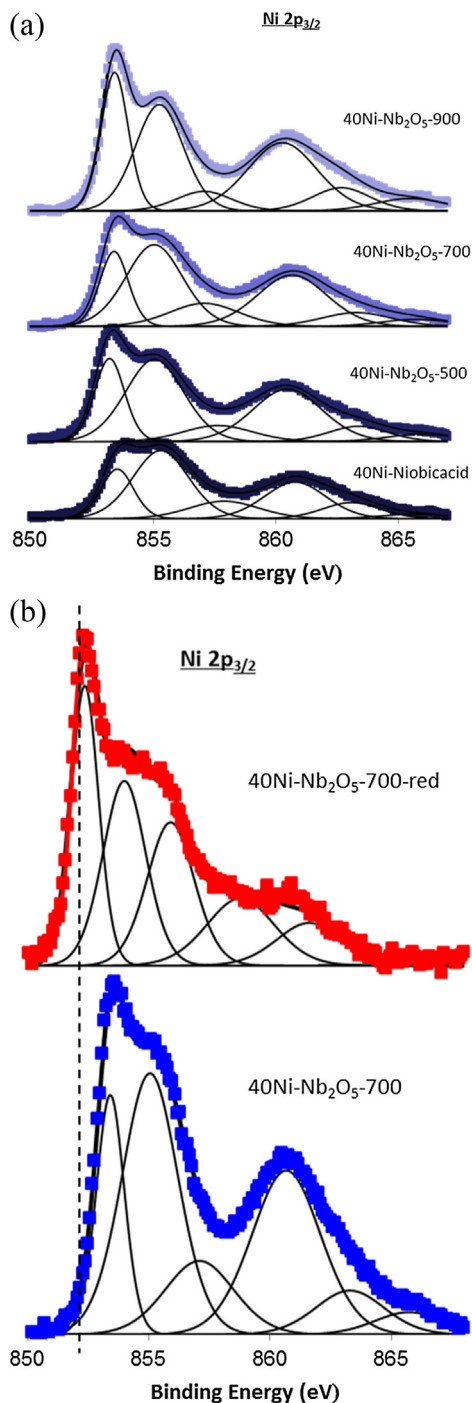 (a)
Ni 2p3/2
40Ni-Nb2O5-900
40Ni-Nb2O5-700
40Ni-Nb2O5-500
40Ni-Niobicacid
850 855 860 865
Binding Energy (eV)
(b)
Ni 2p3/2
40Ni-Nb2O5-700-red
40Ni-Nb2O5-700
850 855 860 865
Binding Energy (eV)